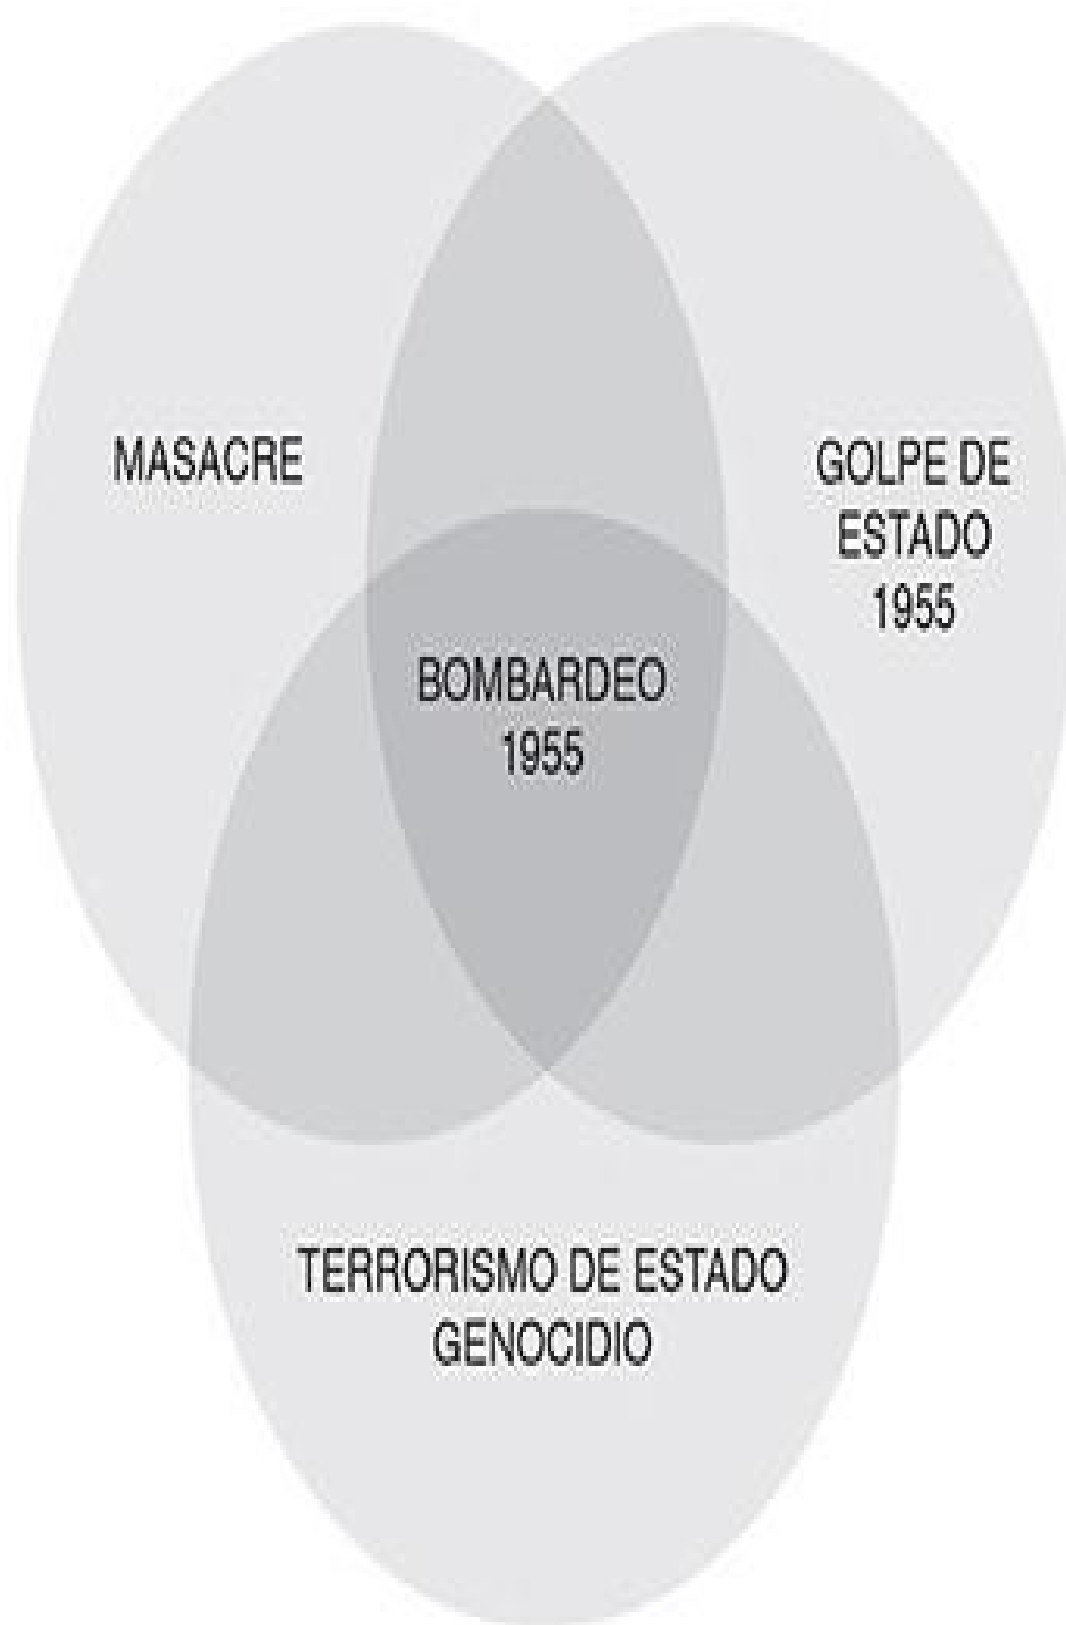 MASACRE
GOLPE DE
ESTADO
1955
BOMBARDEO
1955
TERRORISMO DE ESTADO
GENOCIDIO